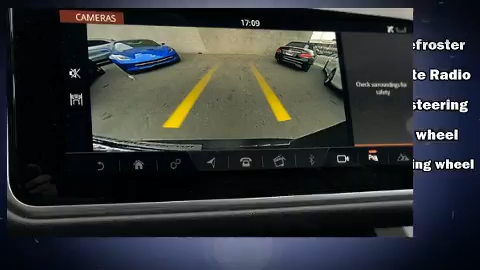 CAMERAS
17:09
Check surroundings for
safety
efroster
te Radio
steering
wheel
ing wheel